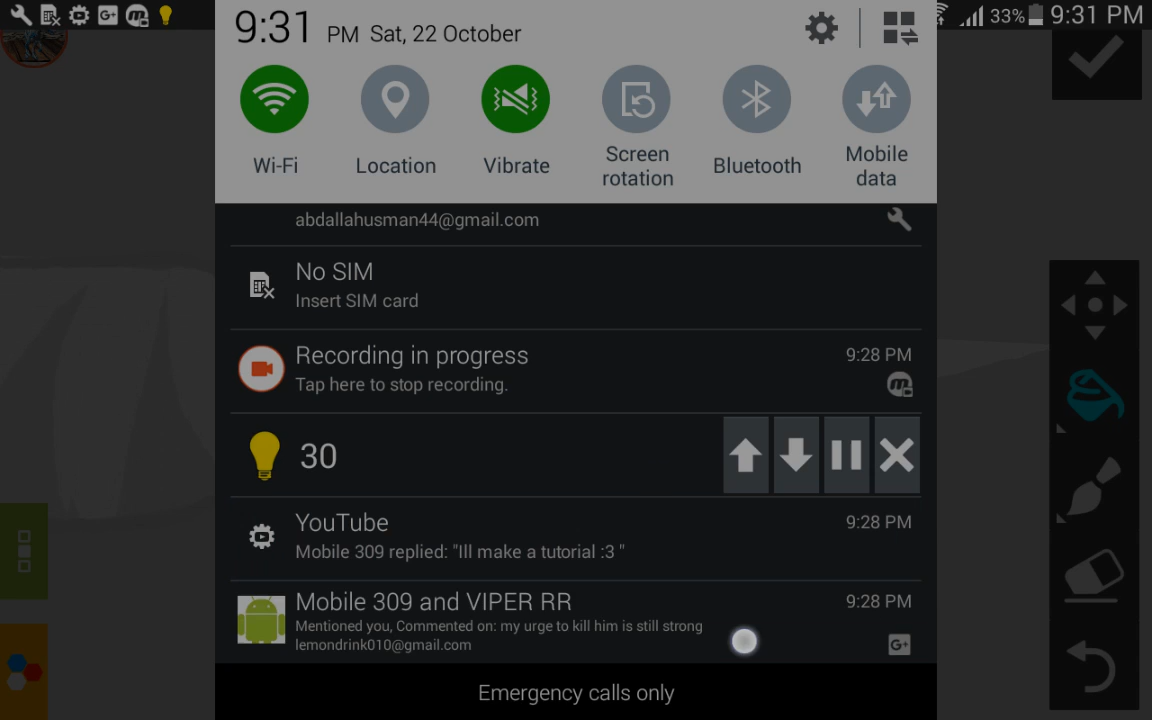 33% 9:31 PM
9:31 PM Sat, 22 October
Wi-Fi
Location
Vibrate
Screen
rotation
Bluetooth
Mobile
data
abdallahusman44@gmail.com
No SIM
Insert SIM card
Recording in progress
9:28 PM
Tap here to stop recording.
30
YouTube
9:28 PM
Mobile 309 replied: "Ill make a tutorial :3 "
Mobile 309 and VIPER RR
9:28 PM
Mentioned you, Commented on: my urge to kill him is still strong
lemondrink010@gmail.com
G+
Emergency calls only